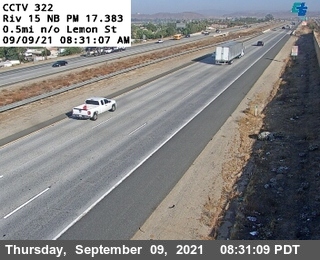 CCTV 322
Riv 15 NB PM 17.383
0.5mi n/o Lemon St
09/09/21 08:31:07 AM
Thursday, September 09, 2021 08:31:09 PDT